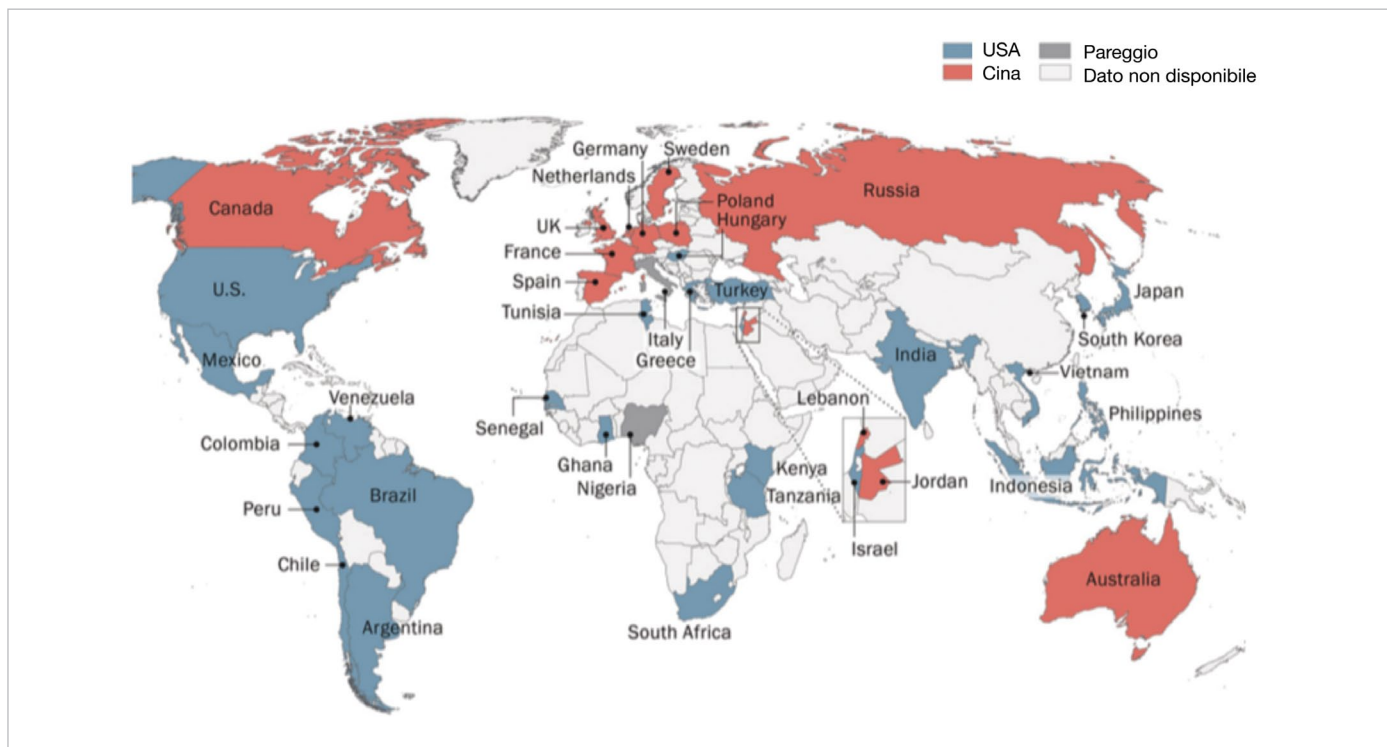 USA
Pareggio
Cina
Dato non disponibile
Germany
Sweden
Netherlands
Russia
Canada
Poland
Hungary
UK
France
Spain
U.S.
Turkey
Japan
Tunisia
Italy
Greece
South Korea
India
Mexico
Vietnam
Venezuela
Lebanon
Philippines
Senegal
Colombia
Ghana
Kenya
Nigeria
Jordan
Indonesia
Brazil
Tanzania
Peru
Israel
Chile
Australia
Argentina
South Africa